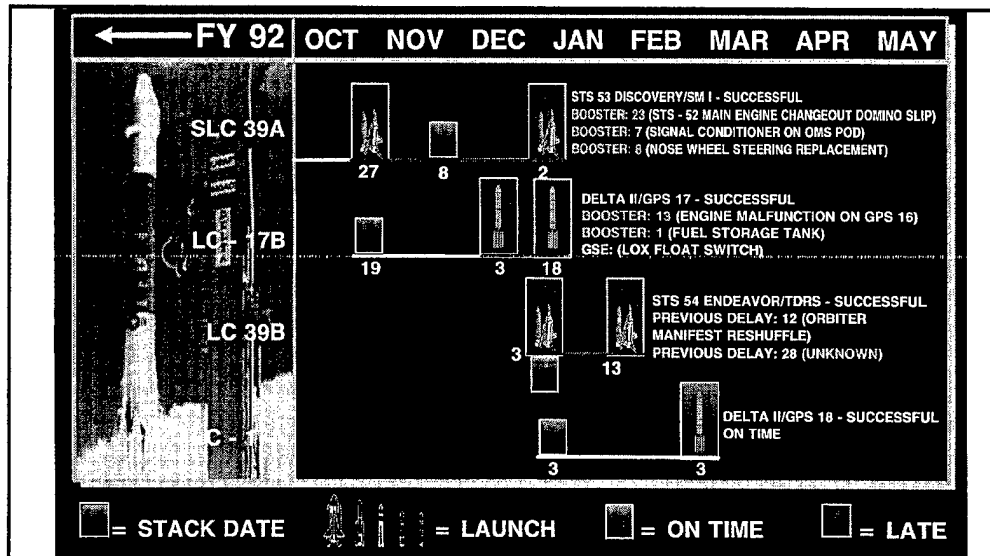 FY 92 OCT NOV DEC JAN FEB MAR APR MAY
SLC 39A
STS 53 DISCOVERY/SM I - SUCCESSFUL
BOOSTER: 23 (STS - 52 MAIN ENGINE CHANGEOUT DOMINO SLIP)
BOOSTER: 7 (SIGNAL CONDITIONER ON OMS POD)
BOOSTER: 8 (NOSE WHEEL STEERING REPLACEMENT)
27 8 2
LC - 17B
DELTA II/GPS 17 - SUCCESSFUL
BOOSTER: 13 (ENGINE MALFUNCTION ON GPS 16)
BOOSTER: 1 (FUEL STORAGE TANK)
GSE: (LOX FLOAT SWITCH)
19 3 18
LC 39B
STS 54 ENDEAVOR/TDRS - SUCCESSFUL
PREVIOUS DELAY: 12 (ORBITER
MANIFEST RESHUFFLE)
PREVIOUS DELAY: 28 (UNKNOWN)
3 13
DELTA II/GPS 18 - SUCCESSFUL
ON TIME
3 3
= STACK DATE = LAUNCH = ON TIME = LATE